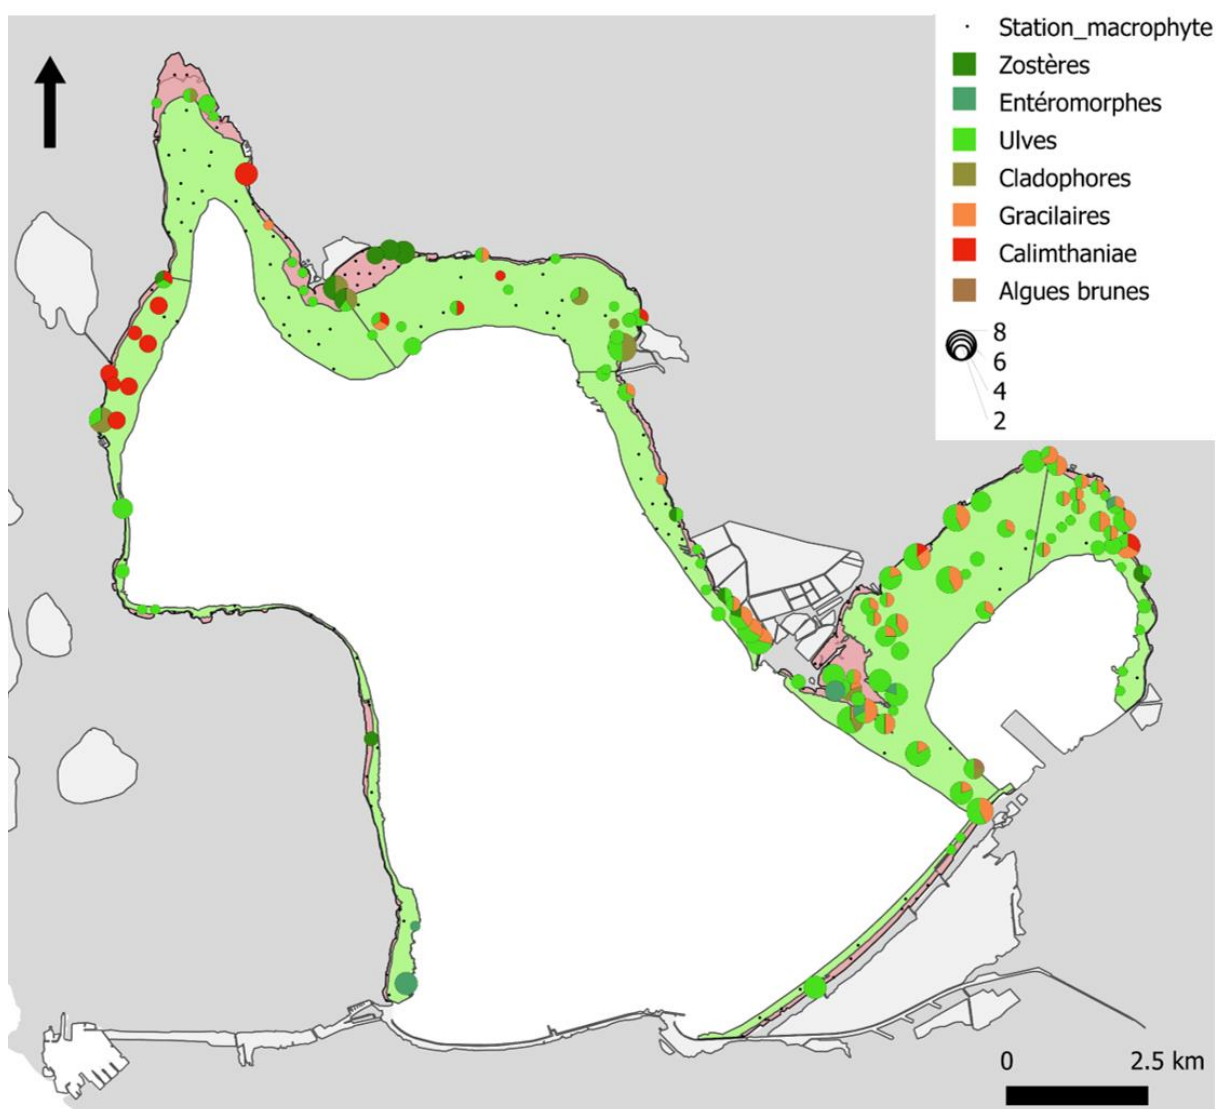 Station_macrophyte
Zostères
Entéromorphes
Ulves
Cladophores
Gracilaires
Calimthaniae
Algues brunes
8
6
4
2
0 2.5 km